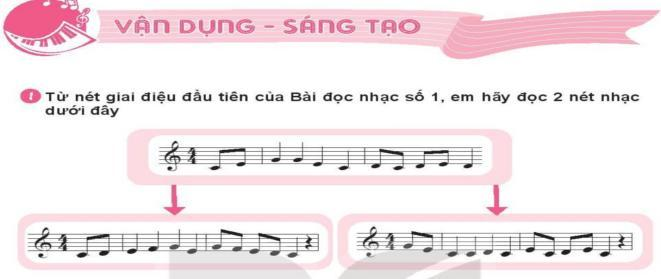 VẬN DỤNG - SÁNG TẠO
1 Từ nét giai điệu đầu tiên của Bài đọc nhạc số 1, em hãy đọc 2 nét nhạc
dưới đây